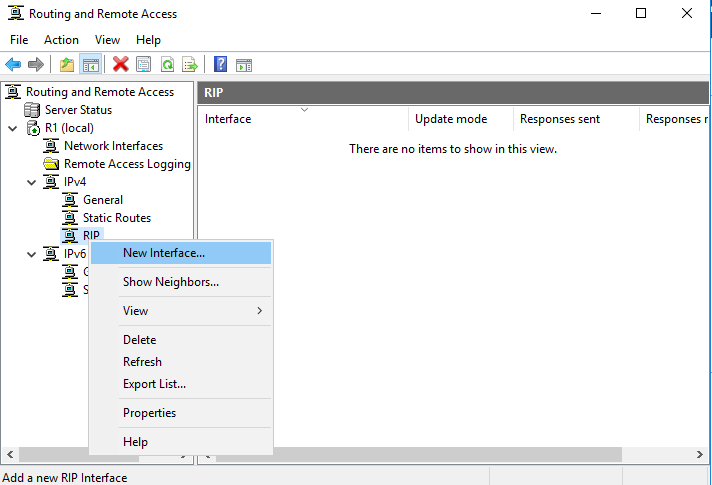 Routing and Remote Access
File Action View Help
Routing and Remote Access
Server Status
R1 (local)
Network Interfaces
Remote Access Logging
IPv4
General
Static Routes
RIP
IPv6
G
S
RIP
Interface Update mode Responses sent Responses r
There are no items to show in this view.
New Interface...
Show Neighbors...
View
Delete
Refresh
Export List...
Properties
Help
Add a new RIP Interface